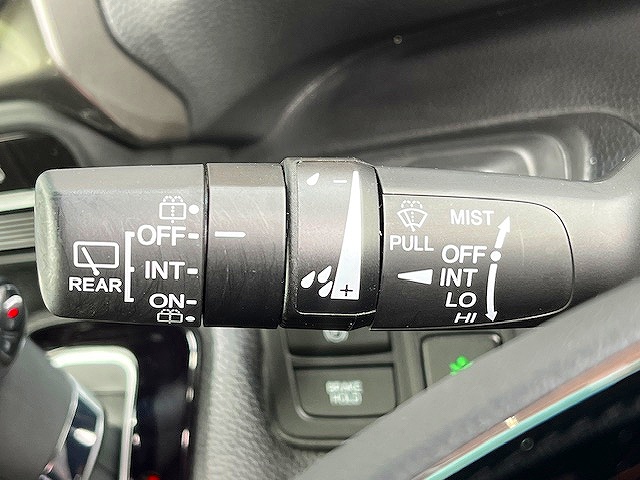 REAR
OFF
INT
ON
−
+
PULL
MIST
OFF
INT
LO
HI
BRAKE
HOLD